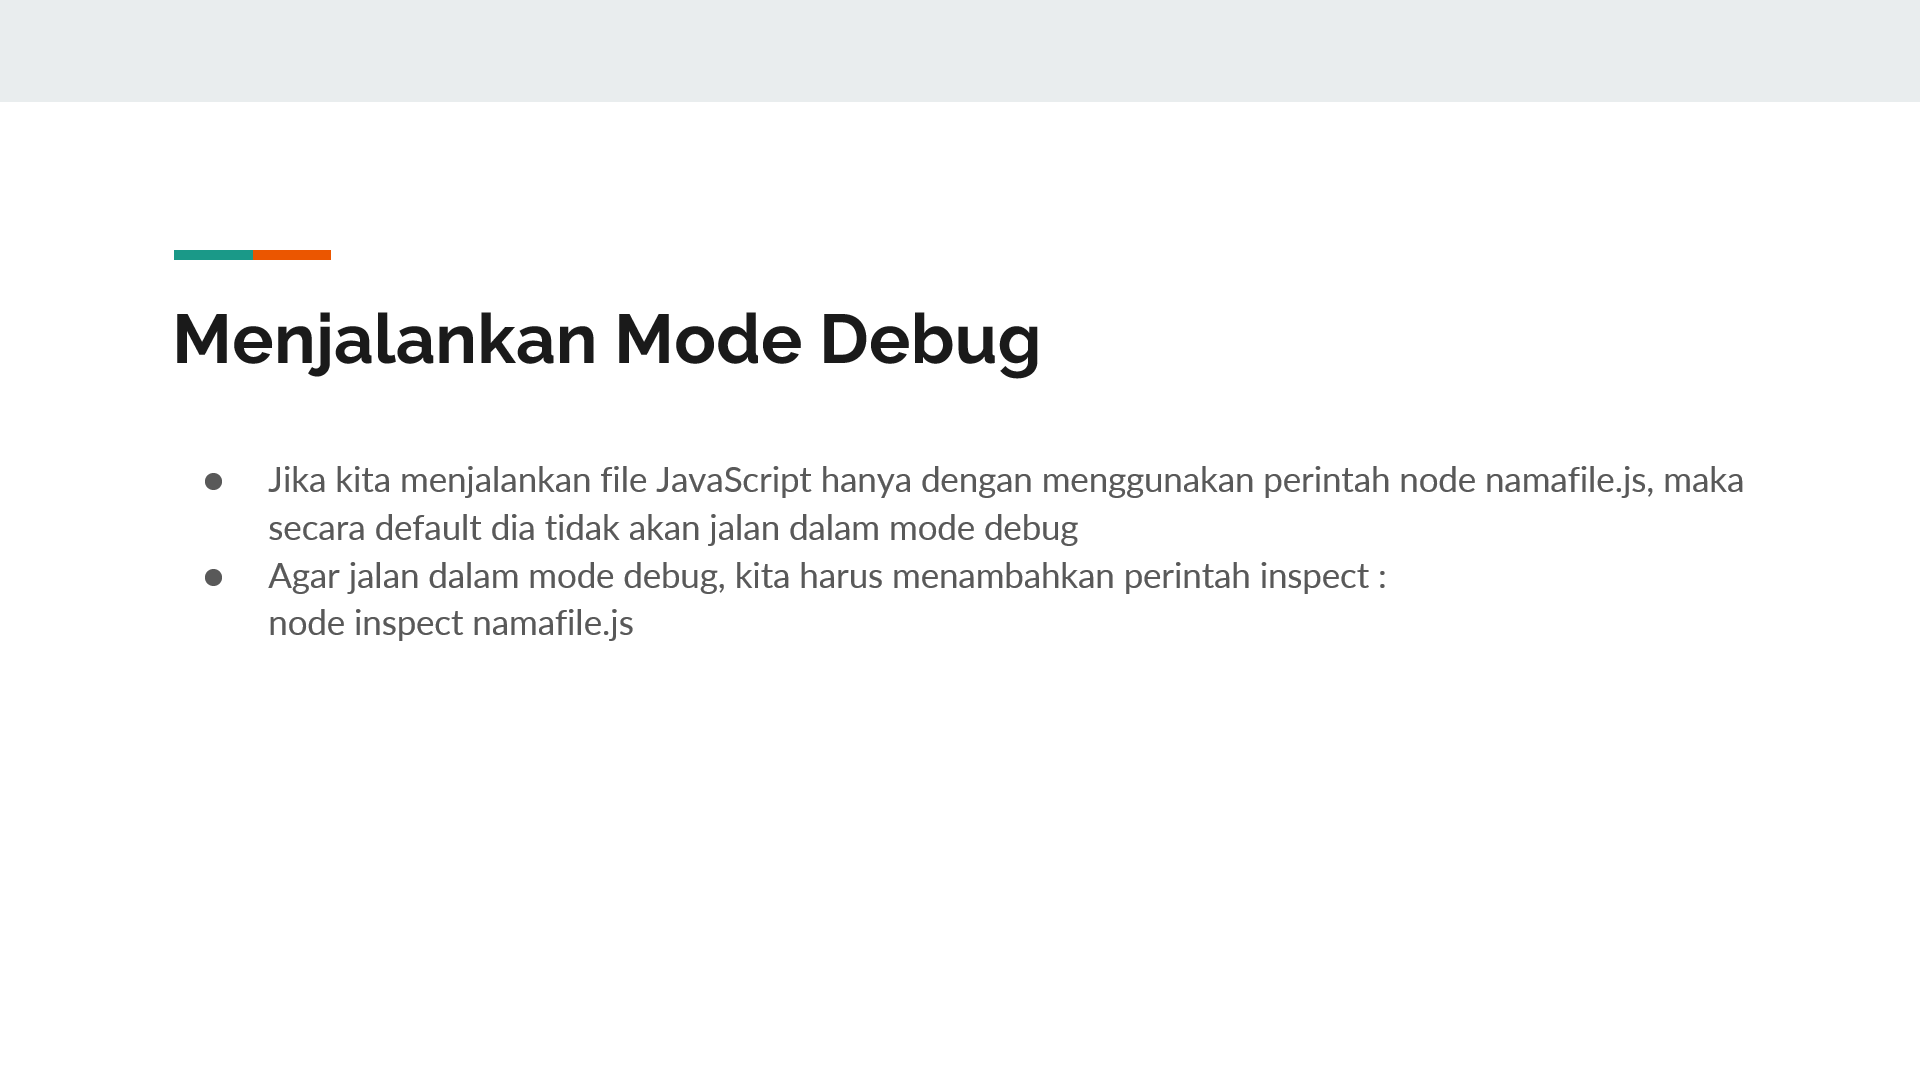 Menjalankan Mode Debug
● Jika kita menjalankan file JavaScript hanya dengan menggunakan perintah node namafile.js, maka
secara default dia tidak akan jalan dalam mode debug
● Agar jalan dalam mode debug, kita harus menambahkan perintah inspect :
node inspect namafile.js